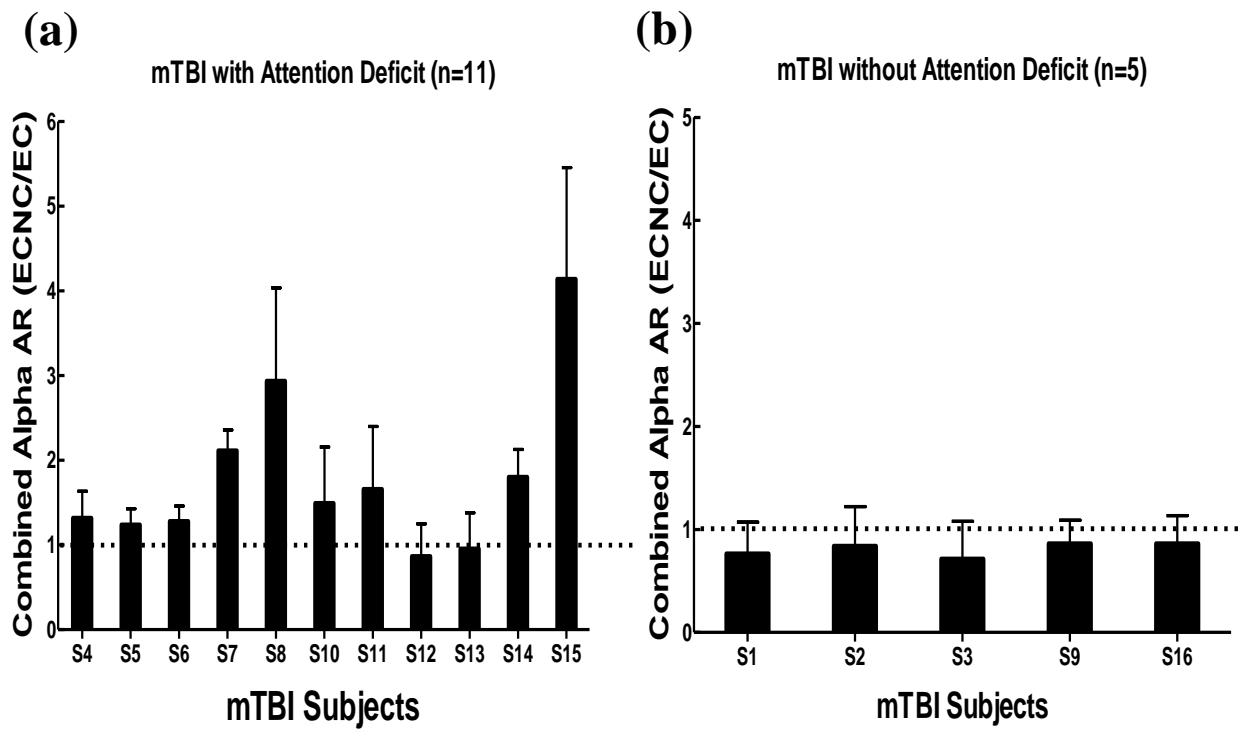 (a)
mTBI with Attention Deficit (n=11)
Combined Alpha AR (ECNC/EC)
6
5
4
3
2
1
0
S4 S5 S6 S7 S8 S10 S11 S12 S13 S14 S15
mTBI Subjects
(b)
mTBI without Attention Deficit (n=5)
Combined Alpha AR (ECNC/EC)
5
4
3
2
1
0
S1 S2 S3 S9 S16
mTBI Subjects